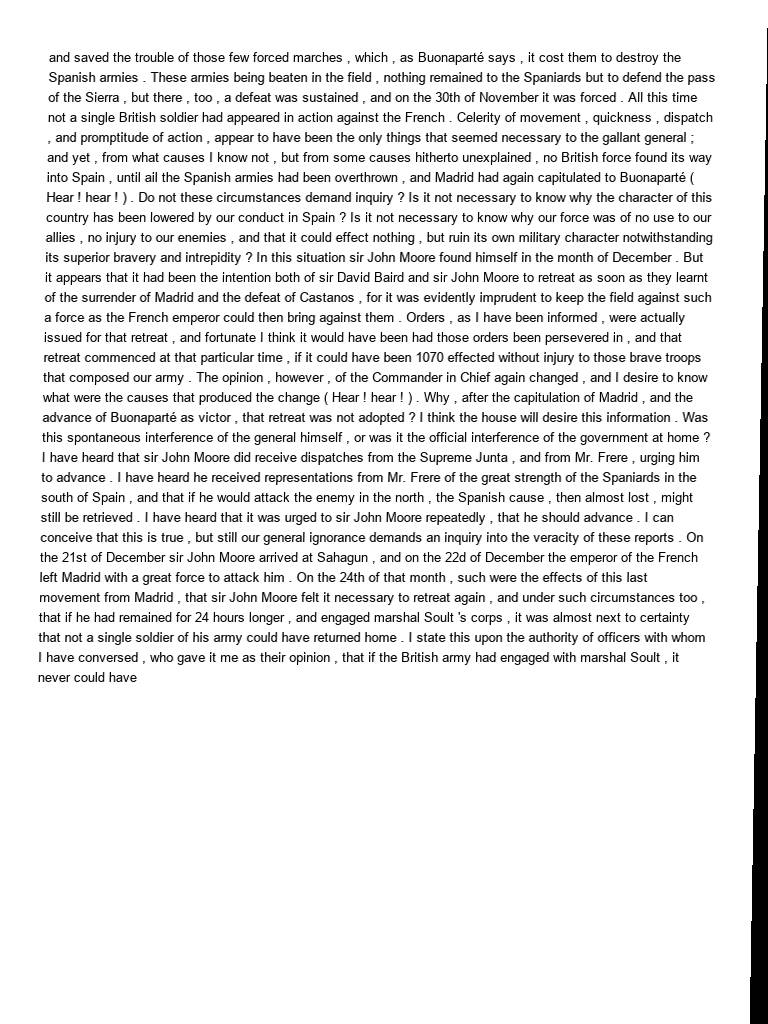 and saved the trouble of those few forced marches , which , as Buonaparté says , it cost them to destroy the
Spanish armies . These armies being beaten in the field , nothing remained to the Spaniards but to defend the pass
of the Sierra , but there , too , a defeat was sustained , and on the 30th of November it was forced . All this time
not a single British soldier had appeared in action against the French . Celerity of movement , quickness , dispatch
, and promptitude of action , appear to have been the only things that seemed necessary to the gallant general ;
and yet , from what causes I know not , but from some causes hitherto unexplained , no British force found its way
into Spain , until ail the Spanish armies had been overthrown , and Madrid had again capitulated to Buonaparté (
Hear ! hear ! ) . Do not these circumstances demand inquiry ? Is it not necessary to know why the character of this
country has been lowered by our conduct in Spain ? Is it not necessary to know why our force was of no use to our
allies , no injury to our enemies , and that it could effect nothing , but ruin its own military character notwithstanding
its superior bravery and intrepidity ? In this situation sir John Moore found himself in the month of December . But
it appears that it had been the intention both of sir David Baird and sir John Moore to retreat as soon as they learnt
of the surrender of Madrid and the defeat of Castanos , for it was evidently imprudent to keep the field against such
a force as the French emperor could then bring against them . Orders , as I have been informed , were actually
issued for that retreat , and fortunate I think it would have been had those orders been persevered in , and that
retreat commenced at that particular time , if it could have been 1070 effected without injury to those brave troops
that composed our army . The opinion , however , of the Commander in Chief again changed , and I desire to know
what were the causes that produced the change ( Hear ! hear ! ) . Why , after the capitulation of Madrid , and the
advance of Buonaparté as victor , that retreat was not adopted ? I think the house will desire this information . Was
this spontaneous interference of the general himself , or was it the official interference of the government at home ?
I have heard that sir John Moore did receive dispatches from the Supreme Junta , and from Mr. Frere , urging him
to advance . I have heard he received representations from Mr. Frere of the great strength of the Spaniards in the
south of Spain , and that if he would attack the enemy in the north , the Spanish cause , then almost lost , might
still be retrieved . I have heard that it was urged to sir John Moore repeatedly , that he should advance . I can
conceive that this is true , but still our general ignorance demands an inquiry into the veracity of these reports . On
the 21st of December sir John Moore arrived at Sahagun , and on the 22d of December the emperor of the French
left Madrid with a great force to attack him . On the 24th of that month , such were the effects of this last
movement from Madrid , that sir John Moore felt it necessary to retreat again , and under such circumstances too ,
that if he had remained for 24 hours longer , and engaged marshal Soult 's corps , it was almost next to certainty
that not a single soldier of his army could have returned home . I state this upon the authority of officers with whom
I have conversed , who gave it me as their opinion , that if the British army had engaged with marshal Soult , it
never could have